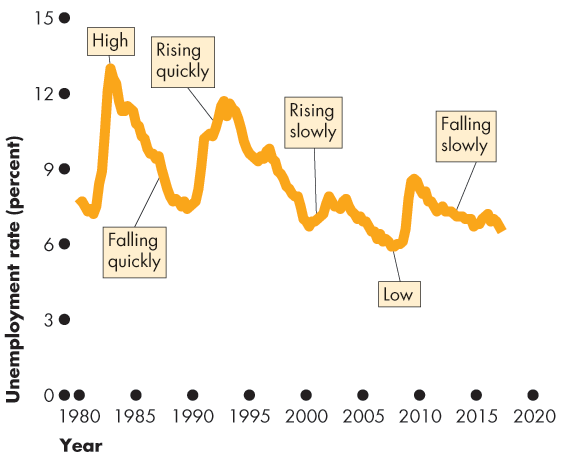 15
High
Rising
quickly
12
Rising
slowly
Falling
slowly
9
Unemployment rate (percent)
Falling
quickly
6
Low
3
0
1980 1985 1990 1995 2000 2005 2010 2015 2020
Year